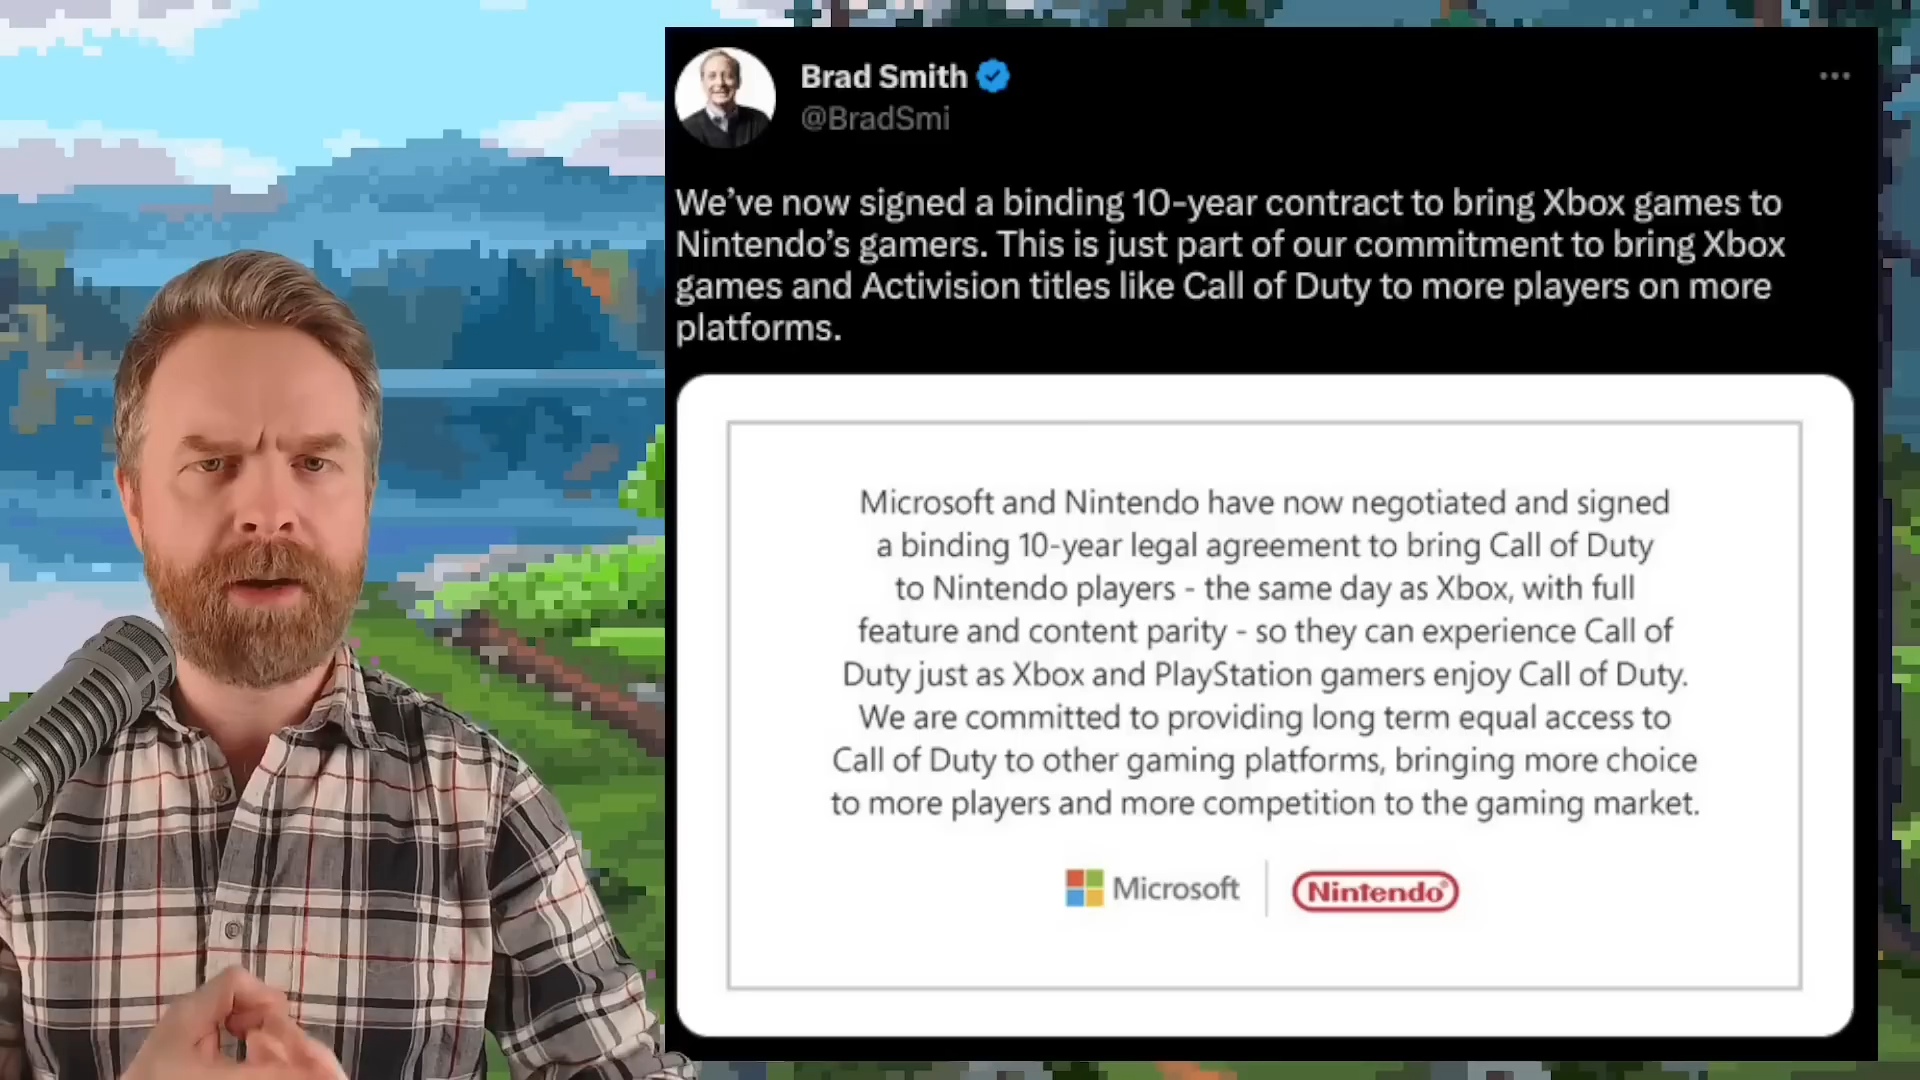 Brad Smith
@BradSmi
We’ve now signed a binding 10-year contract to bring Xbox games to
Nintendo’s gamers. This is just part of our commitment to bring Xbox
games and Activision titles like Call of Duty to more players on more
platforms.
Microsoft and Nintendo have now negotiated and signed
a binding 10-year legal agreement to bring Call of Duty
to Nintendo players - the same day as Xbox, with full
feature and content parity - so they can experience Call of
Duty just as Xbox and PlayStation gamers enjoy Call of Duty.
We are committed to providing long term equal access to
Call of Duty to other gaming platforms, bringing more choice
to more players and more competition to the gaming market.
Microsoft
Nintendo®